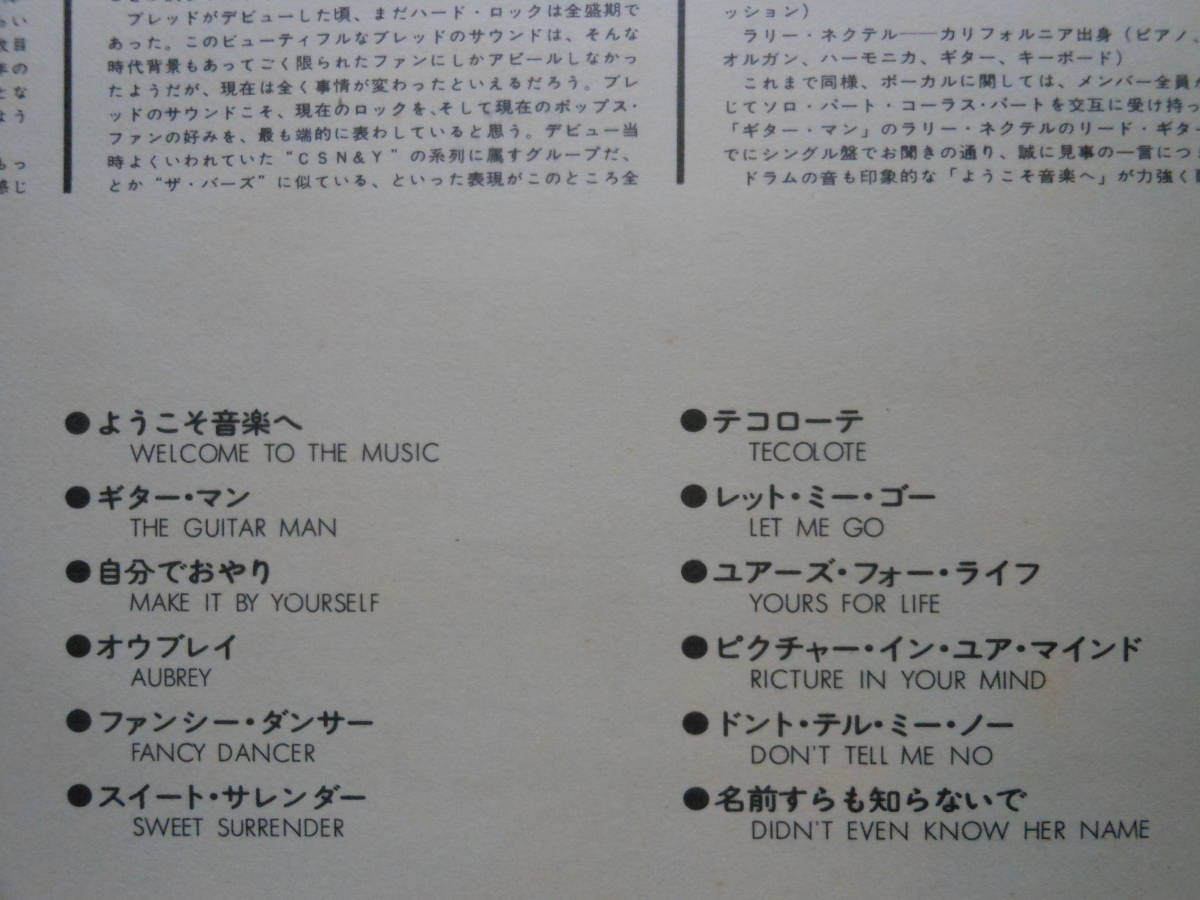 ブレッドがデビューした頃、まだハード・ロックは全盛期で
あった。このビューティフルなブレッドのサウンドは、そんな
時代背景もあってごく限られたファンにしかアピールしなかっ
たようだが、現在は全く事情が変わったといえるだろう。ブレ
ッドのサウンドこそ、現在のロックを、そして現在のポップス・
ファンの好みを、最も端的に表わしていると思う。デビュー当
時よくいわれていた“CSN&Y”の系列に属すグループだ、
とか“ザ・バーズ”に似ている、といった表現がこのところ全
ッション）
ラリー・ネクテル──カリフォルニア出身（ピアノ、
オルガン、ハーモニカ、ギター、キーボード）
これまで同様、ボーカルに関しては、メンバー全員
じてソロ・パート・コーラス・パートを交互に受け持っ
「ギター・マン」のラリー・ネクテルのリード・ギ
でにシングル盤でお聞きの通り、誠に見事の一言につ
ドラムの音も印象的な「ようこそ音楽へ」が力強く
●ようこそ音楽へ
WELCOME TO THE MUSIC
●ギター・マン
THE GUITAR MAN
●自分でおやり
MAKE IT BY YOURSELF
●オウブレイ
AUBREY
●ファンシー・ダンサー
FANCY DANCER
●スイート・サレンダー
SWEET SURRENDER
●テコローテ
TECOLOTE
●レット・ミー・ゴー
LET ME GO
●ユアーズ・フォー・ライフ
YOURS FOR LIFE
●ピクチャー・イン・ユア・マインド
RICTURE IN YOUR MIND
●ドント・テル・ミー・ノー
DON'T TELL ME NO
●名前すらも知らないで
DIDN'T EVEN KNOW HER NAME